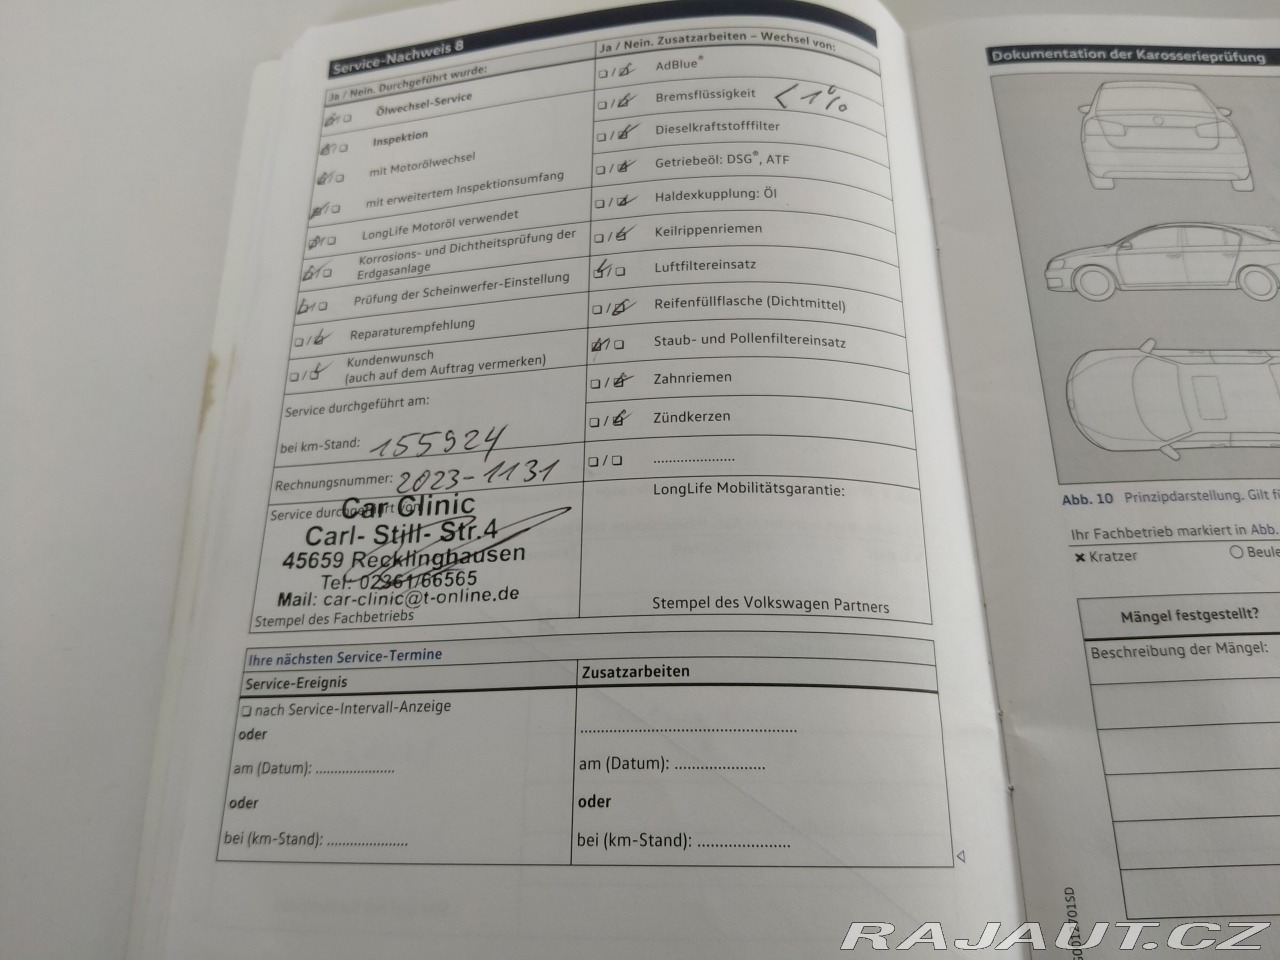 Service-Nachweis 8
Ja / Nein. Durchgeführt wurde:
Ölwechsel-Service
Inspektion
mit Motorölwechsel
mit erweitertem Inspektionsumfang
LongLife Motoröl verwendet
Korrosions- und Dichtheitsprüfung der
Erdgasanlage
Prüfung der Scheinwerfer-Einstellung
Reparaturempfehlung
Kundenwunsch
(auch auf dem Auftrag vermerken)
Service durchgeführt am:
bei km-Stand: 155924
Rechnungsnummer: 2023-1131
Service durchgeführt von
Car Clinic
Carl- Still- Str.4
45659 Recklinghausen
Tel: 02361/66565
Mail: car-clinic@t-online.de
Stempel des Fachbetriebs
Ja / Nein. Zusatzarbeiten – Wechsel von:
AdBlue®
Bremsflüssigkeit <1%
Dieselkraftstofffilter
Getriebeöl: DSG®, ATF
Haldexkupplung: Öl
Keilrippenriemen
Luftfiltereinsatz
Reifenfüllflasche (Dichtmittel)
Staub- und Pollenfiltereinsatz
Zahnriemen
Zündkerzen
....................
LongLife Mobilitätsgarantie:
Stempel des Volkswagen Partners
Ihre nächsten Service-Termine
Service-Ereignis
nach Service-Intervall-Anzeige
oder
am (Datum): ....................
oder
bei (km-Stand): ....................
Zusatzarbeiten
.....................................................
am (Datum): ......................
oder
bei (km-Stand): ......................
Dokumentation der Karosserieprüfung
Abb. 10 Prinzipdarstellung. Gilt
Ihr Fachbetrieb markiert in Abb.
Kratzer
Beule
Mängel festgestellt?
Beschreibung der Mängel:
RAJAUT.CZ